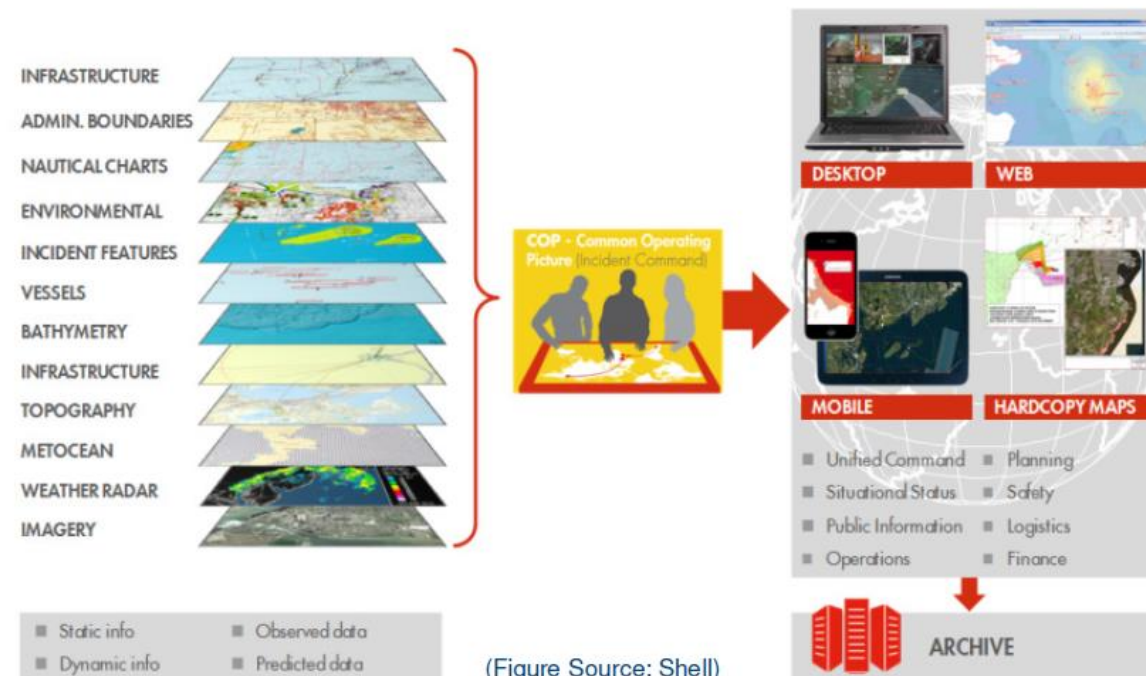 INFRASTRUCTURE
ADMIN. BOUNDARIES
NAUTICAL CHARTS
ENVIRONMENTAL
INCIDENT FEATURES
VESSELS
BATHYMETRY
INFRASTRUCTURE
TOPOGRAPHY
METOCEAN
WEATHER RADAR
IMAGERY
Static info
Observed data
Dynamic info
Predicted data
COP - Common Operating
Picture (Incident Command)
(Figure Source: Shell)
DESKTOP
WEB
SAMSUNG
MOBILE
HARDCOPY MAPS
Unified Command
Planning
Situational Status
Safety
Public Information
Logistics
Operations
Finance
ARCHIVE